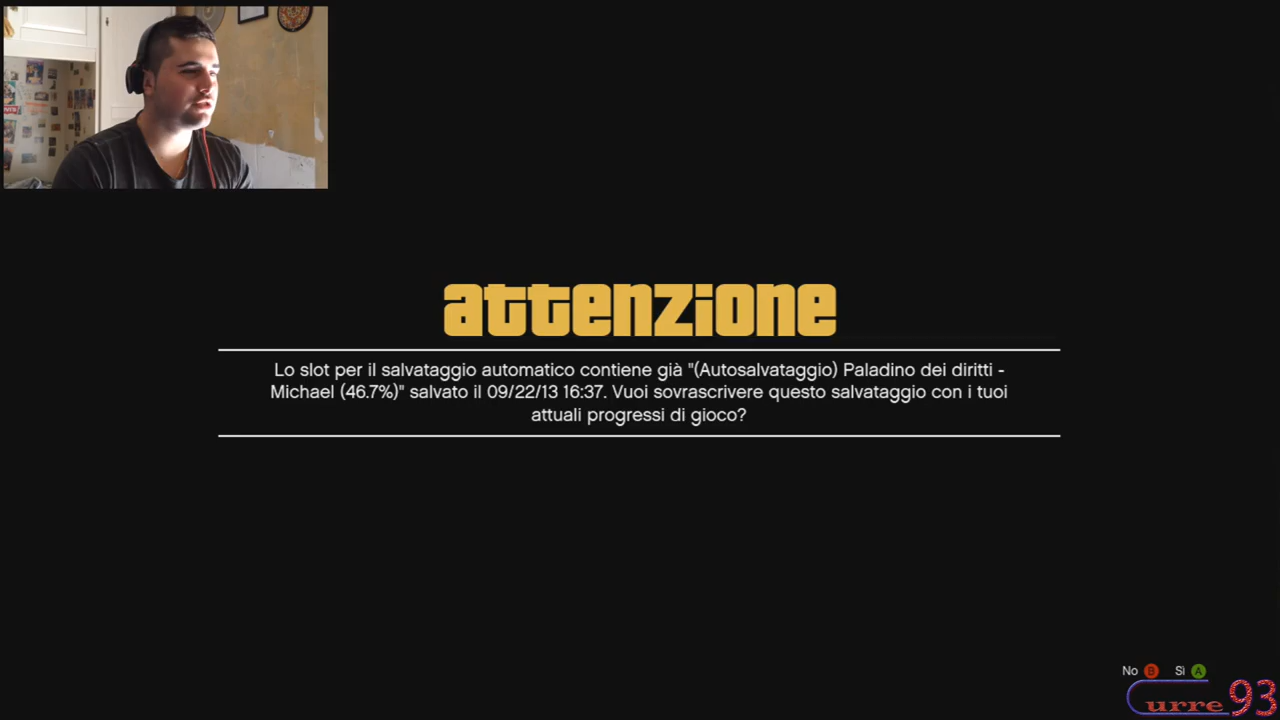 attenzione
Lo slot per il salvataggio automatico contiene già "(Autosalvataggio) Paladino dei diritti -
Michael (46.7%)" salvato il 09/22/13 16:37. Vuoi sovrascrivere questo salvataggio con i tuoi
attuali progressi di gioco?
No B Sì A
Curre 93